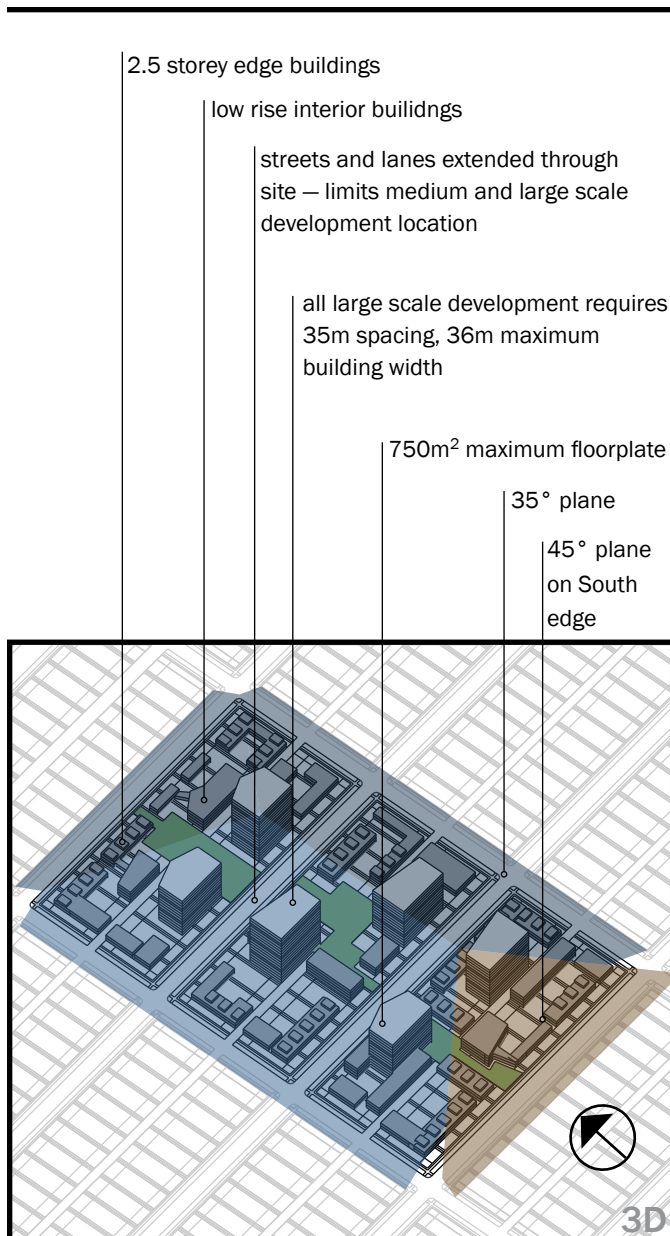 2.5 storey edge buildings
low rise interior builidngs
streets and lanes extended through
site — limits medium and large scale
development location
all large scale development requires
35m spacing, 36m maximum
building width
750m² maximum floorplate
35° plane
45° plane
on South
edge
3D